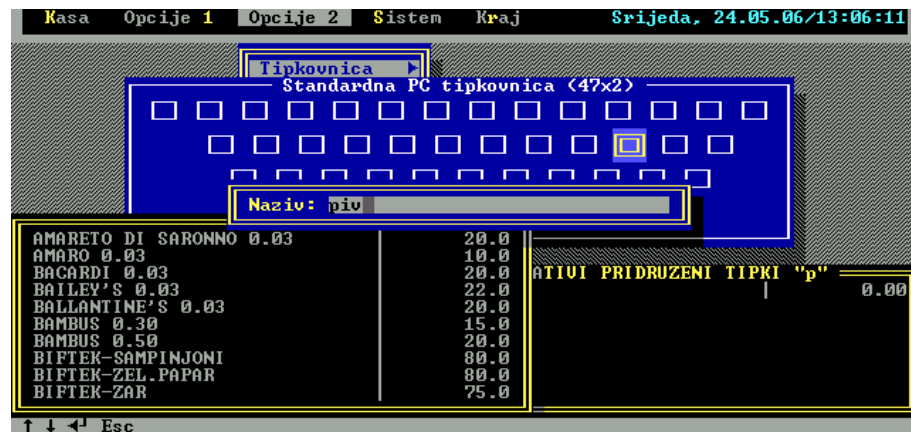 Kasa Opcije 1 Opcije 2 Sistem Kraj Srijeda, 24.05.06/13:06:11
Tipkovnica
Standardna PC tipkovnica (47x2)
Naziv: piv
AMARETO DI SARONNO 0.03 20.0
AMARO 0.03 10.0
BACARDI 0.03 20.0
BAILEY'S 0.03 22.0
BALLANTINE'S 0.03 20.0
BAMBUS 0.30 15.0
BAMBUS 0.50 20.0
BIFTEK-SAMPINJONI 80.0
BIFTEK-ZEL.PAPAR 80.0
BIFTEK-ZAR 75.0
ATIVI PRIDRUZENI TIPKI "p"
0.00
↑ ↓ ↵ Esc